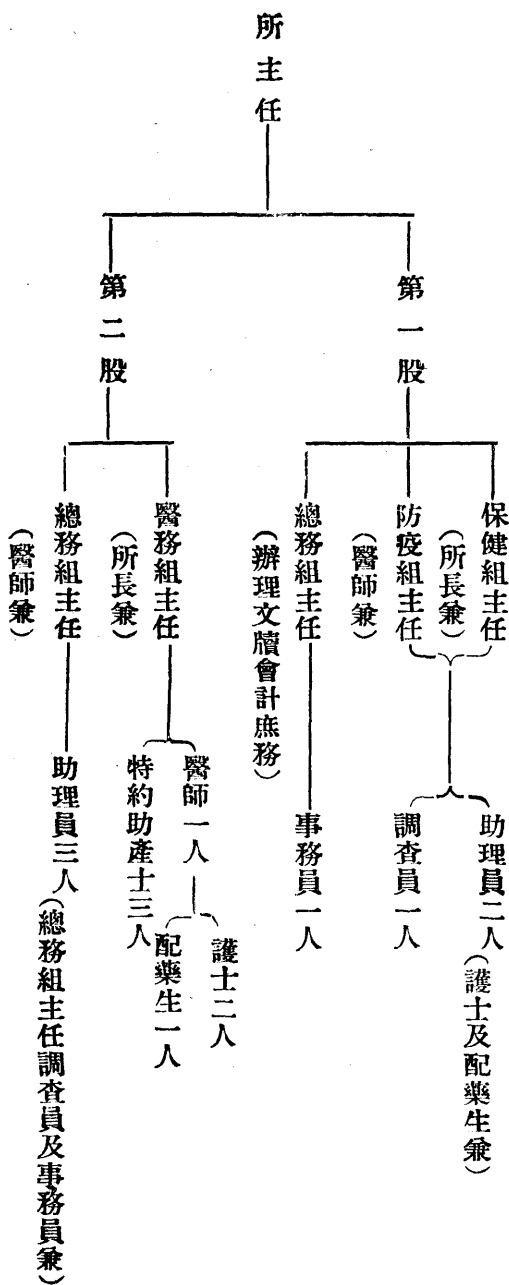 所主任
第一股
保健組主任
(所長兼)
防疫組主任
(醫師兼)
助理員二人(護士及配藥生兼)
調查員一人
總務組主任
(辦理文牘會計庶務)
事務員一人
第二股
醫務組主任
(所長兼)
醫師一人
護士二人
配藥生一人
特約助產士三人
總務組主任
(醫師兼)
助理員三人(總務組主任調查員及事務員兼)